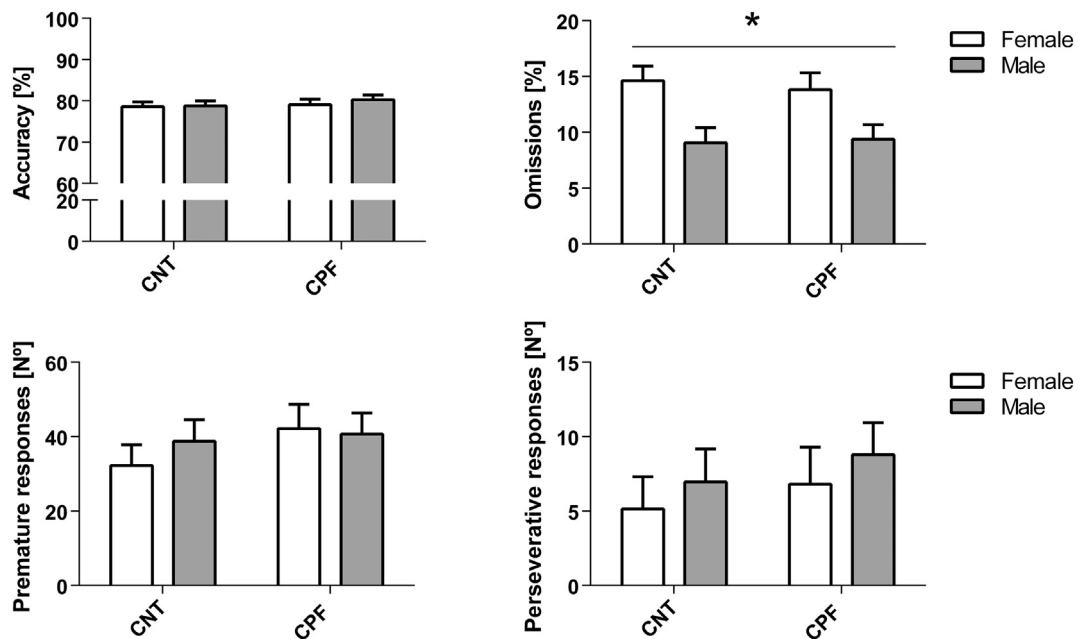 Accuracy [%]
100
90
80
70
60
20
0
CNT
CPF
Omissions [%]
20
15
10
5
0
*
CNT
CPF
Female
Male
Premature responses [Nº]
60
40
20
0
CNT
CPF
Perseverative responses [Nº]
15
10
5
0
CNT
CPF
Female
Male